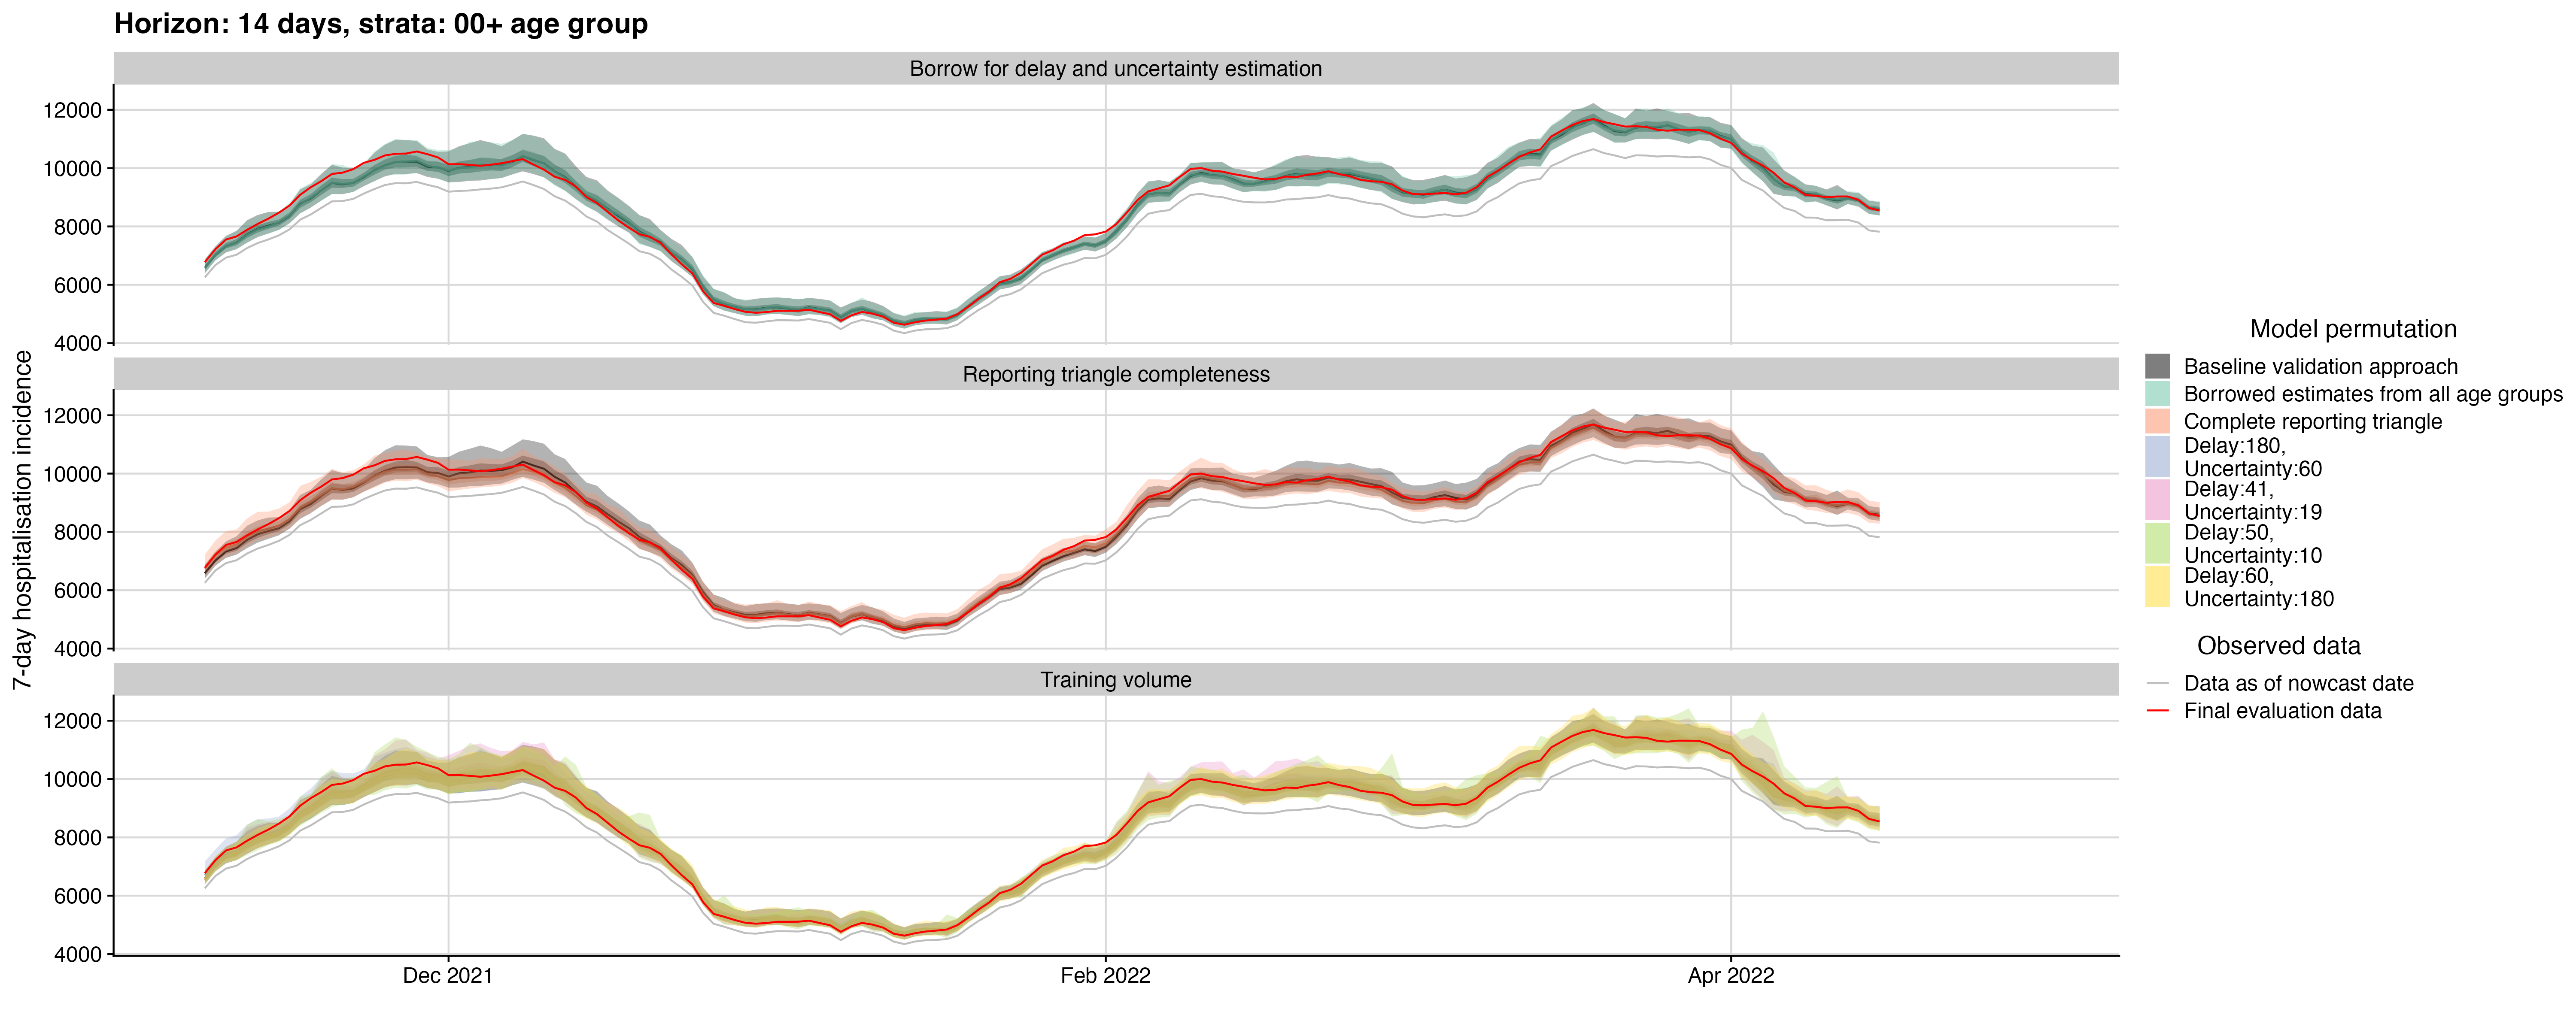 Horizon: 14 days, strata: 00+ age group
Borrow for delay and uncertainty estimation
12000
10000
8000
6000
4000
Reporting triangle completeness
12000
10000
8000
6000
4000
Training volume
12000
10000
8000
6000
4000
Dec 2021
Feb 2022
Apr 2022
7-day hospitalisation incidence
Model permutation
Baseline validation approach
Borrowed estimates from all age groups
Complete reporting triangle
Delay:180,
Uncertainty:60
Delay:41,
Uncertainty:19
Delay:50,
Uncertainty:10
Delay:60,
Uncertainty:180
Observed data
Data as of nowcast date
Final evaluation data